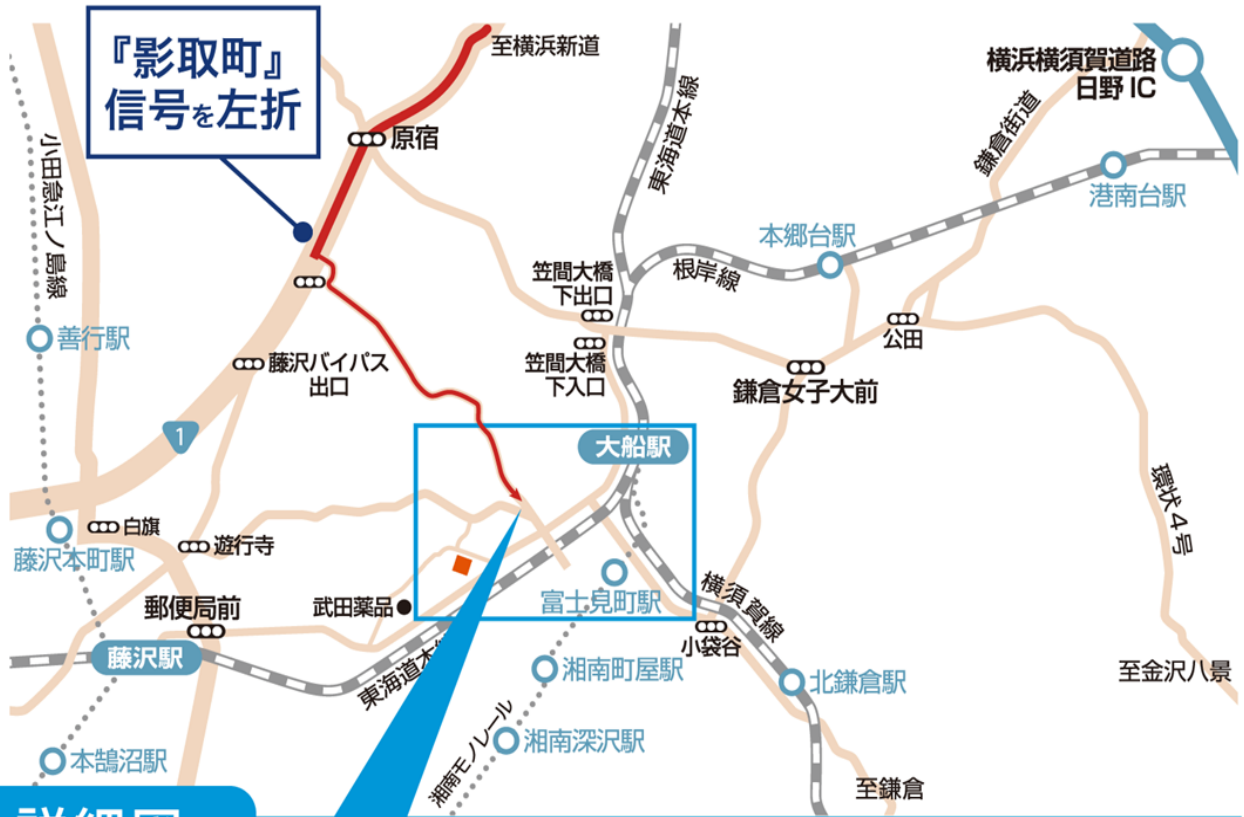 『影取町』
信号を左折
至横浜新道
原宿
東海道本線
横浜横須賀道路
日野 IC
鎌倉街道
港南台駅
本郷台駅
根岸線
小田急江ノ島線
善行駅
笠間大橋
下出口
笠間大橋
下入口
公田
鎌倉女子大前
藤沢バイパス
出口
1
大船駅
環状4号
白旗
遊行寺
藤沢本町駅
郵便局前
武田薬品
富士見町駅
横須賀線
小袋谷
藤沢駅
東海道本
湘南町屋駅
北鎌倉駅
至金沢八景
湘南深沢駅
湘南モノレール
本鵠沼駅
至鎌倉
詳細図